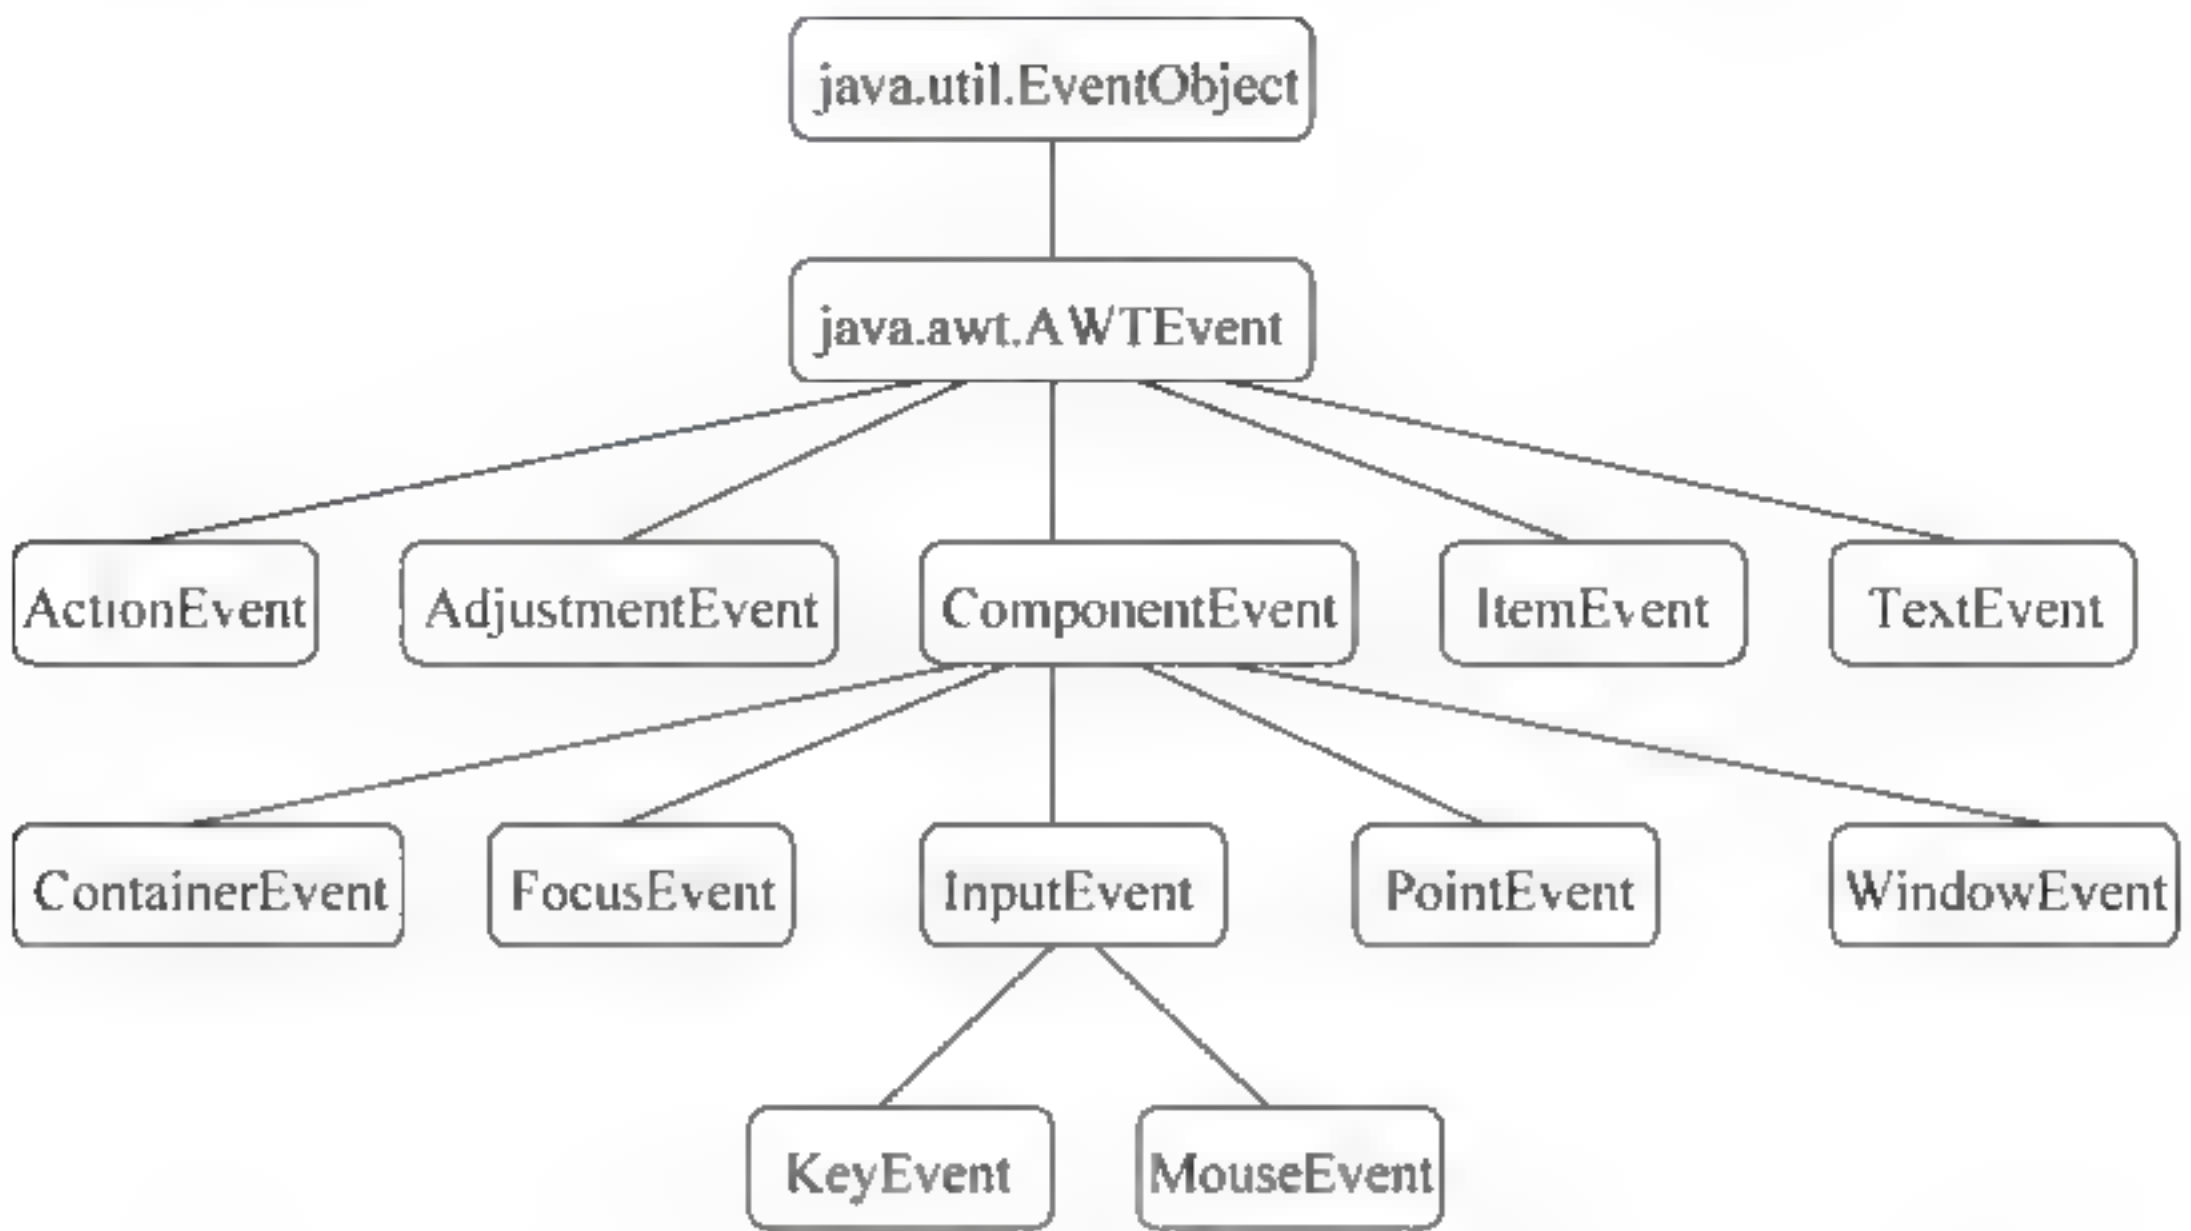 java.util.EventObject
java.awt.AWTEvent
ActionEvent
AdjustmentEvent
ComponentEvent
ItemEvent
TextEvent
ContainerEvent
FocusEvent
InputEvent
PointEvent
WindowEvent
KeyEvent
MouseEvent